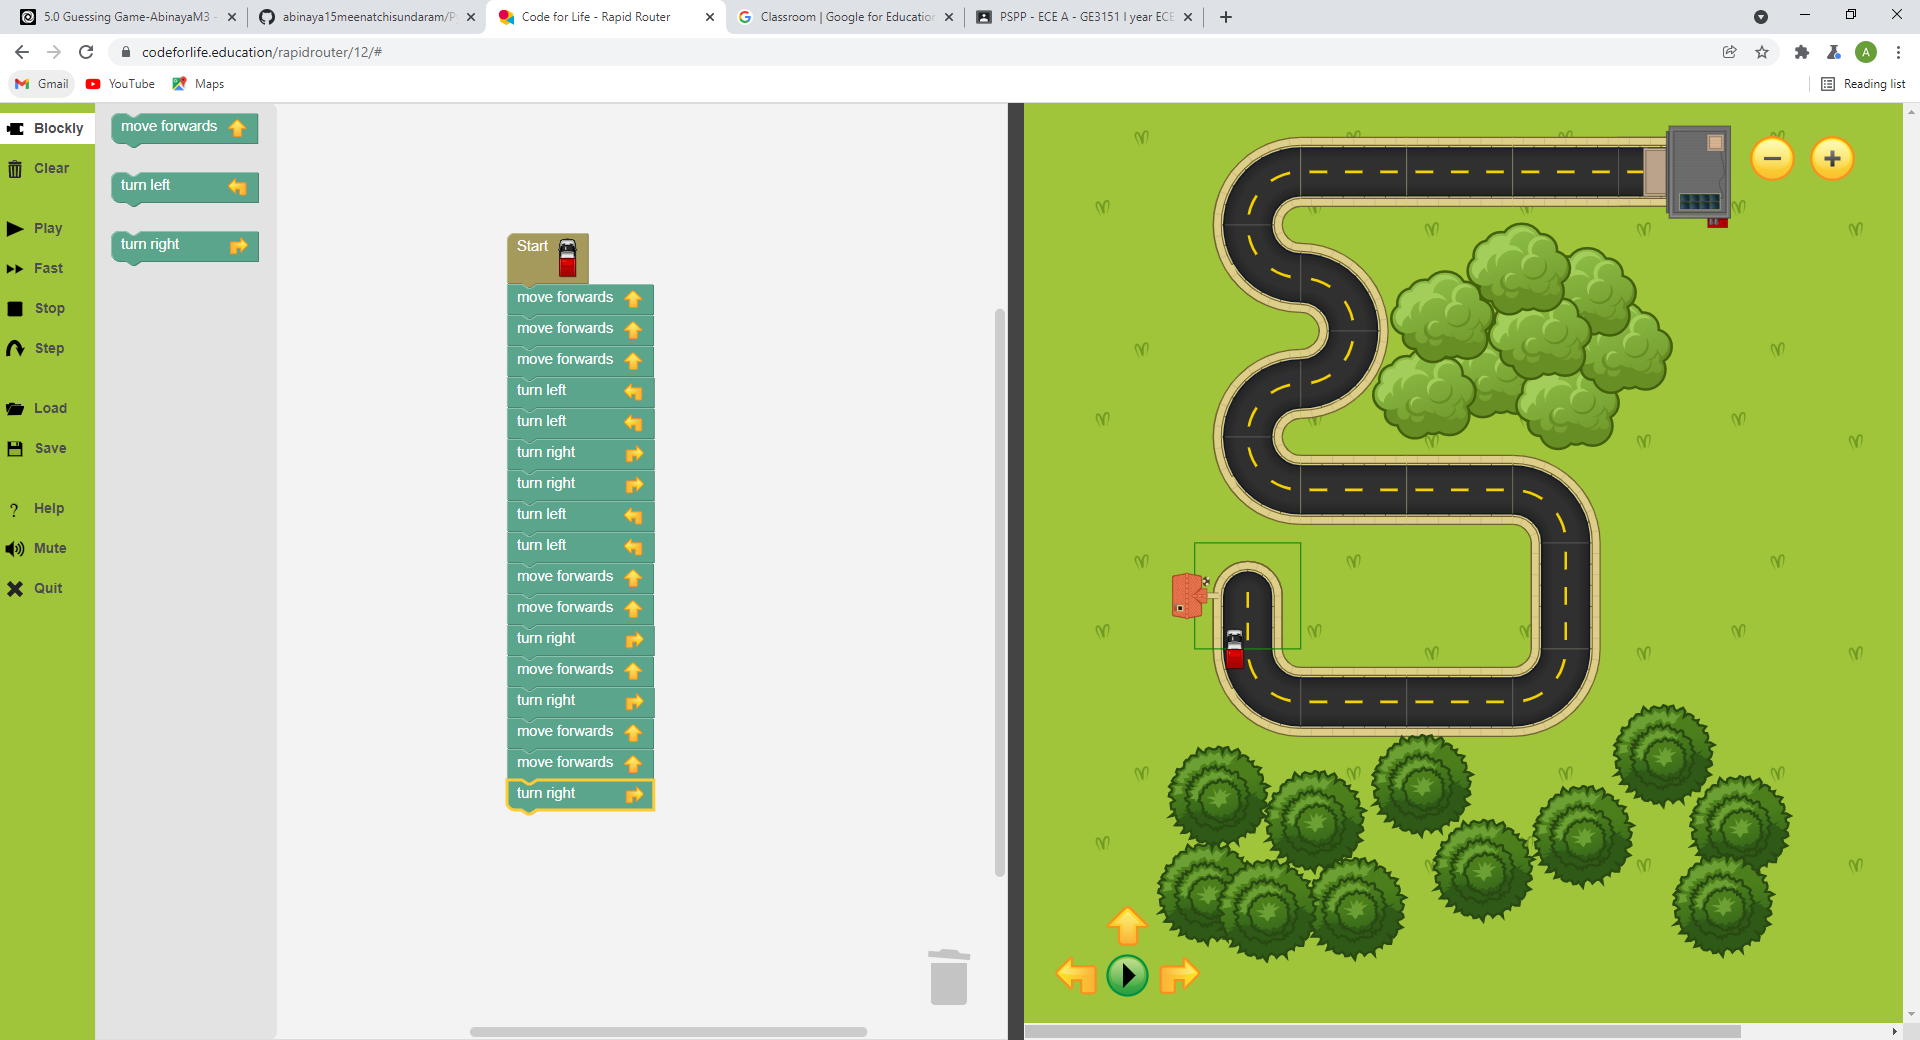 5.0 Guessing Game-AbinayaM3 -
abinaya15meenatchisundaram/P
Code for Life - Rapid Router
Classroom | Google for Education
PSPP - ECE A - GE3151 I year ECE
codeforlife.education/rapidrouter/12/#
A
Gmail
YouTube
Maps
Reading list
Blockly
Clear
Play
Fast
Stop
Step
Load
Save
Help
Mute
Quit
move forwards
turn left
turn right
Start
move forwards
move forwards
move forwards
turn left
turn left
turn right
turn right
turn left
turn left
move forwards
move forwards
turn right
move forwards
turn right
move forwards
move forwards
turn right